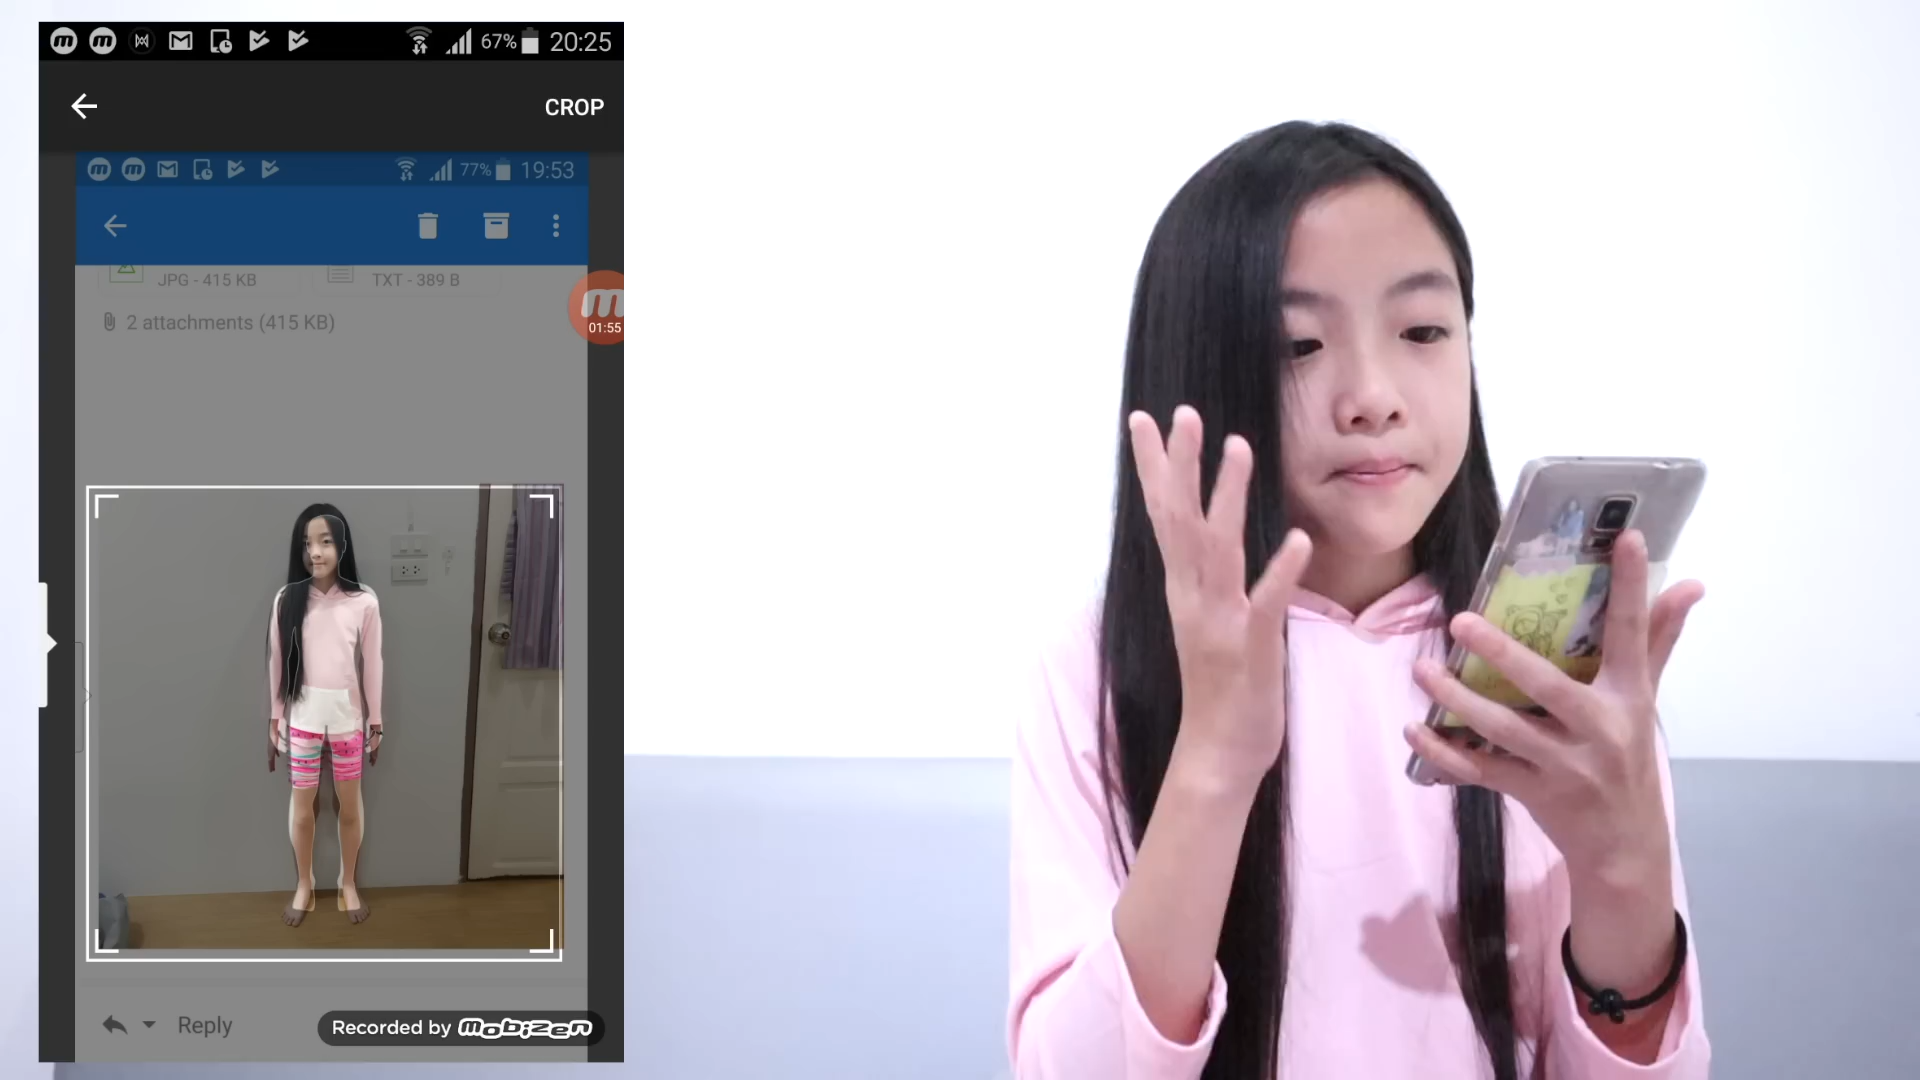 67% 20:25
CROP
77% 19:53
JPG - 415 KB TXT - 389 B
2 attachments (415 KB)
01:55
Reply
Recorded by mobizen